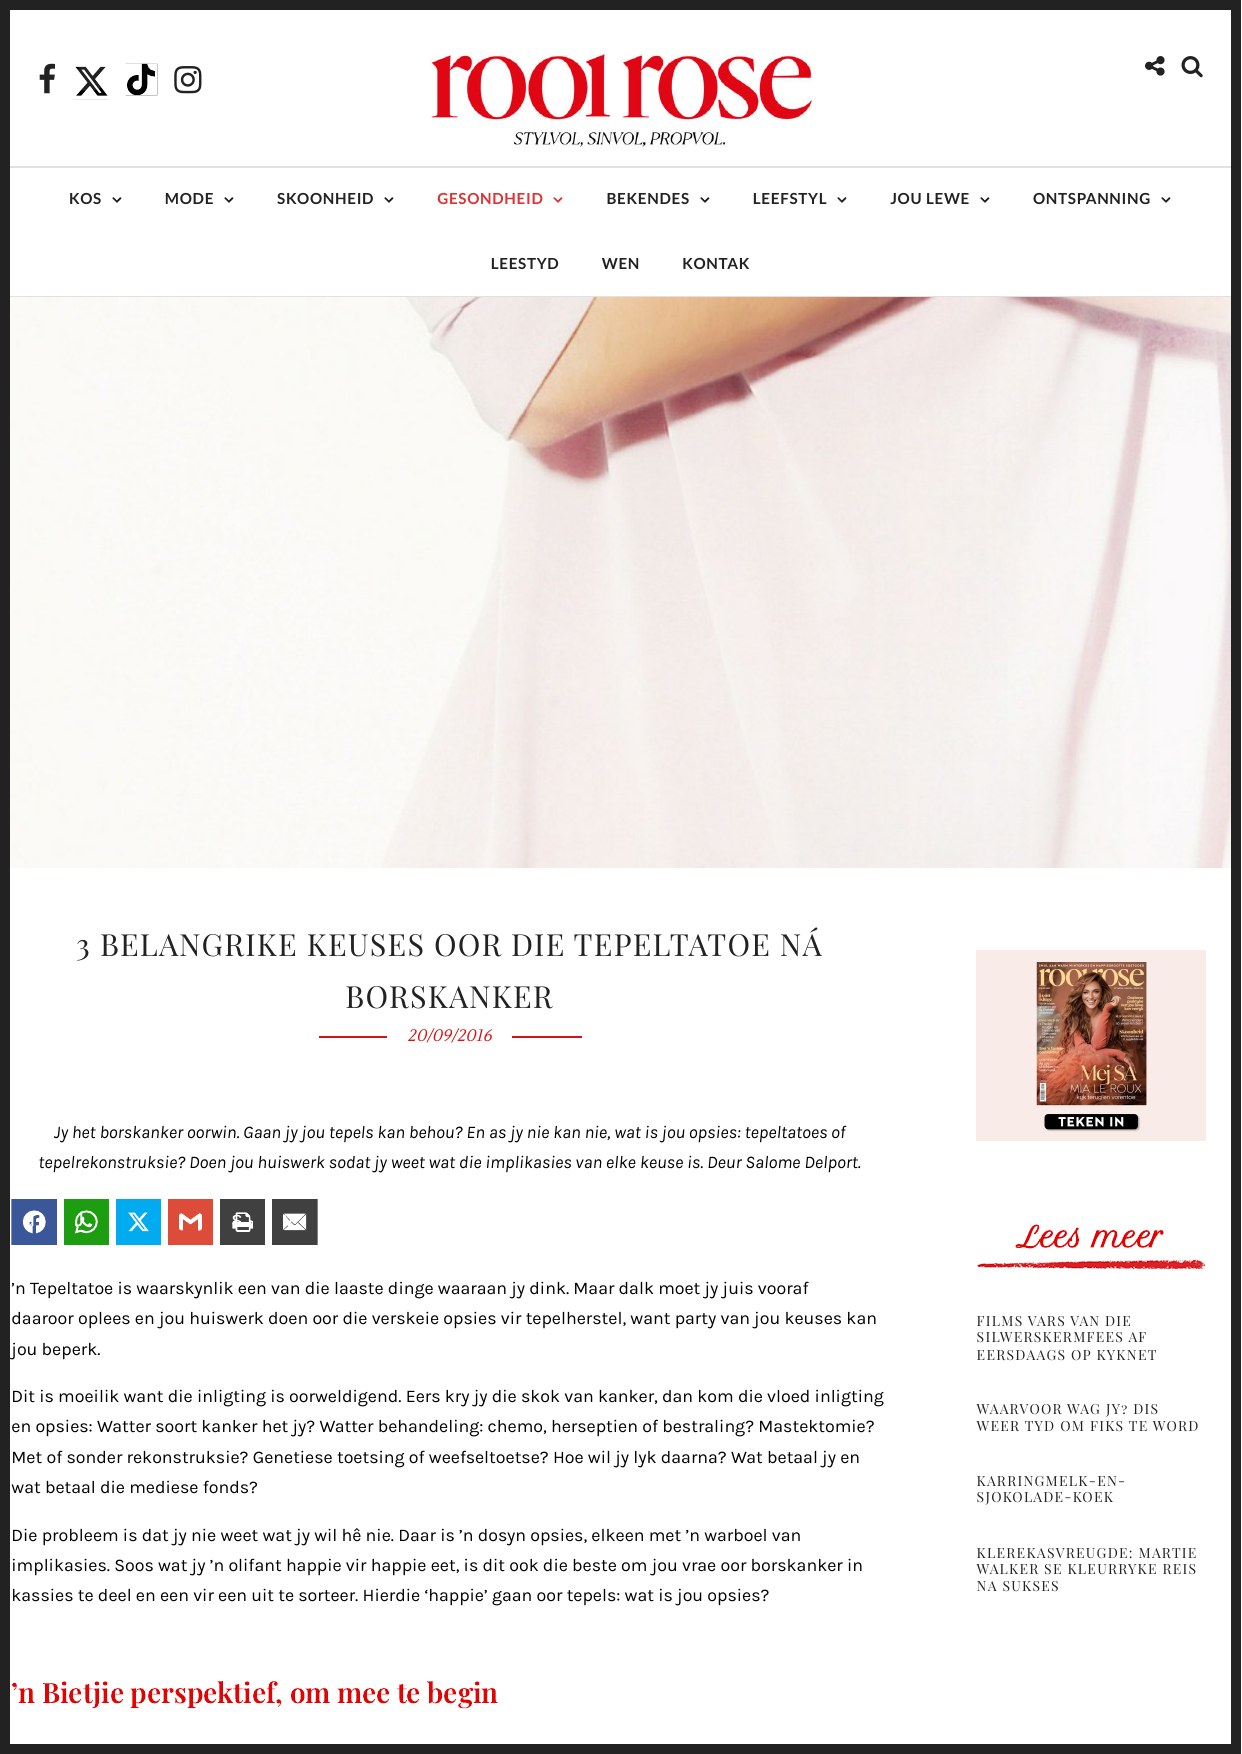 rooi rose
STYLVOL, SINVOL, PROPVOL.
KOS MODE SKOONHEID GESONDHEID BEKENDES LEEFSTYL JOU LEWE ONTSPANNING
LEESTYD WEN KONTAK
3 BELANGRIKE KEUSES OOR DIE TEPELTATOE NÁ
BORSKANKER
20/09/2016
Jy het borskanker oorwin. Gaan jy jou tepels kan behou? En as jy nie kan nie, wat is jou opsies: tepeltatoes of
tepelrekonstruksie? Doen jou huiswerk sodat jy weet wat die implikasies van elke keuse is. Deur Salome Delport.
’n Tepeltatoe is waarskynlik een van die laaste dinge waaraan jy dink. Maar dalk moet jy juis vooraf
daaroor oplees en jou huiswerk doen oor die verskeie opsies vir tepelherstel, want party van jou keuses kan
jou beperk.
Dit is moeilik want die inligting is oorweldigend. Eers kry jy die skok van kanker, dan kom die vloed inligting
en opsies: Watter soort kanker het jy? Watter behandeling: chemo, herseptien of bestraling? Mastektomie?
Met of sonder rekonstruksie? Genetiese toetsing of weefseltoetse? Hoe wil jy lyk daarna? Wat betaal jy en
wat betaal die mediese fonds?
Die probleem is dat jy nie weet wat jy wil hê nie. Daar is ’n dosyn opsies, elkeen met ’n warboel van
implikasies. Soos wat jy ’n olifant happie vir happie eet, is dit ook die beste om jou vrae oor borskanker in
kassies te deel en een vir een uit te sorteer. Hierdie ‘happie’ gaan oor tepels: wat is jou opsies?
’n Bietjie perspektief, om mee te begin
rooi rose
Mej SA
MIA LE ROUX
kyk terug en vorentoe
TEKEN IN
Lees meer
FILMS VARS VAN DIE
SILWERSKERMFEES AF
EERSDAAGS OP KYKNET
WAARVOOR WAG JY? DIS
WEER TYD OM FIKS TE WORD
KARRINGMELK-EN-
SJOKOLADE-KOEK
KLEREKASVREUGDE: MARTIE
WALKER SE KLEURRYKE REIS
NA SUKSES